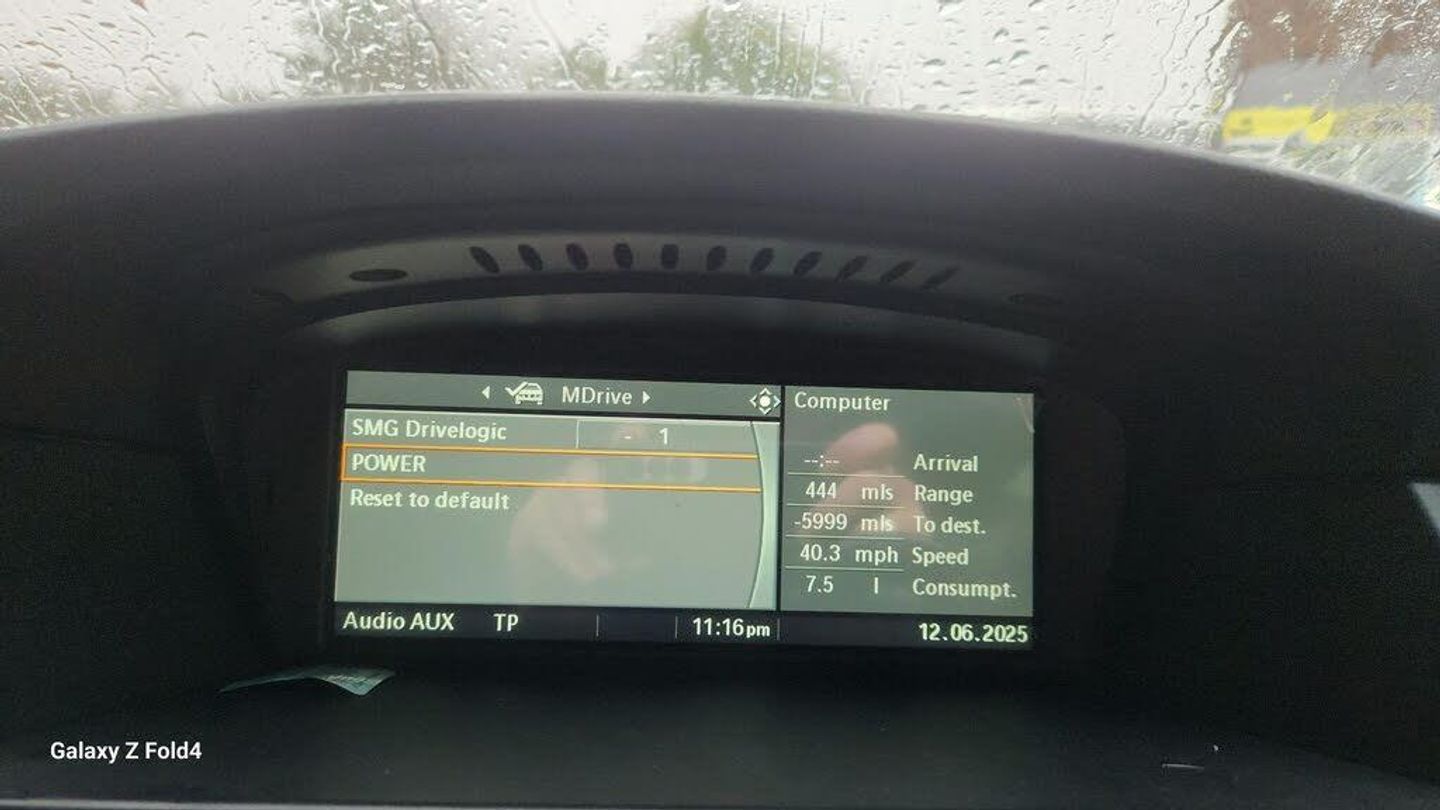 MDrive
SMG Drivelogic - 1
POWER
Reset to default
Computer
--:-- Arrival
444 mls Range
-5999 mls To dest.
40.3 mph Speed
7.5 l Consumpt.
Audio AUX TP 11:16pm 12.06.2025
Galaxy Z Fold4